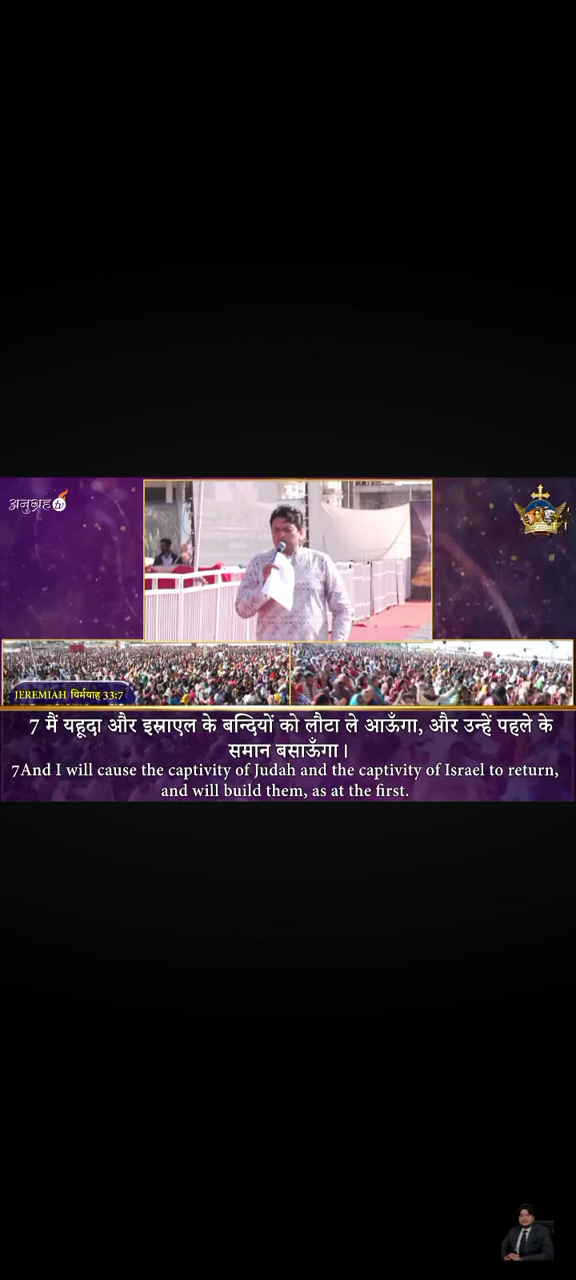 अनुग्रह tv
JEREMIAH यिर्मयाह 33:7
7 मैं यहूदा और इस्राएल के बन्दियों को लौटा ले आऊँगा, और उन्हें पहले के
समान बसाऊँगा।
7And I will cause the captivity of Judah and the captivity of Israel to return,
and will build them, as at the first.